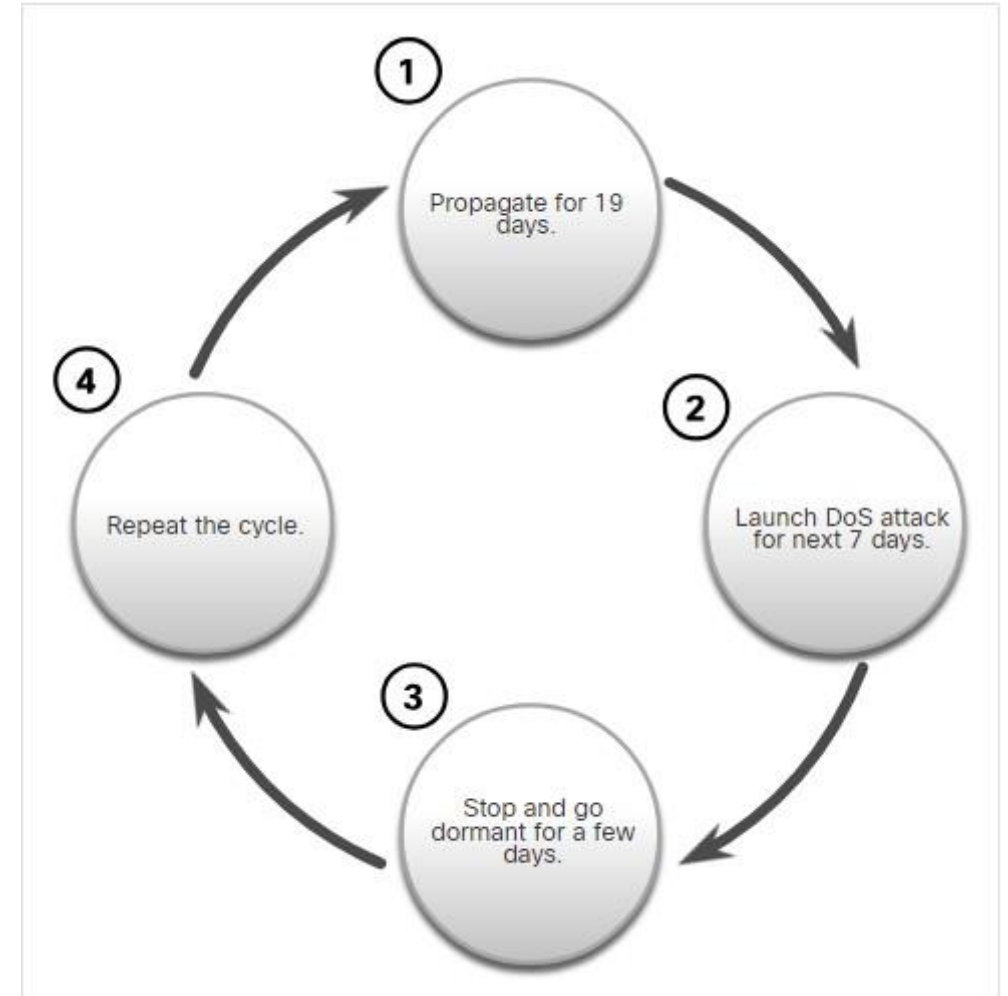 1
Propagate for 19
days.
2
Launch DoS attack
for next 7 days.
3
Stop and go
dormant for a few
days.
4
Repeat the cycle.